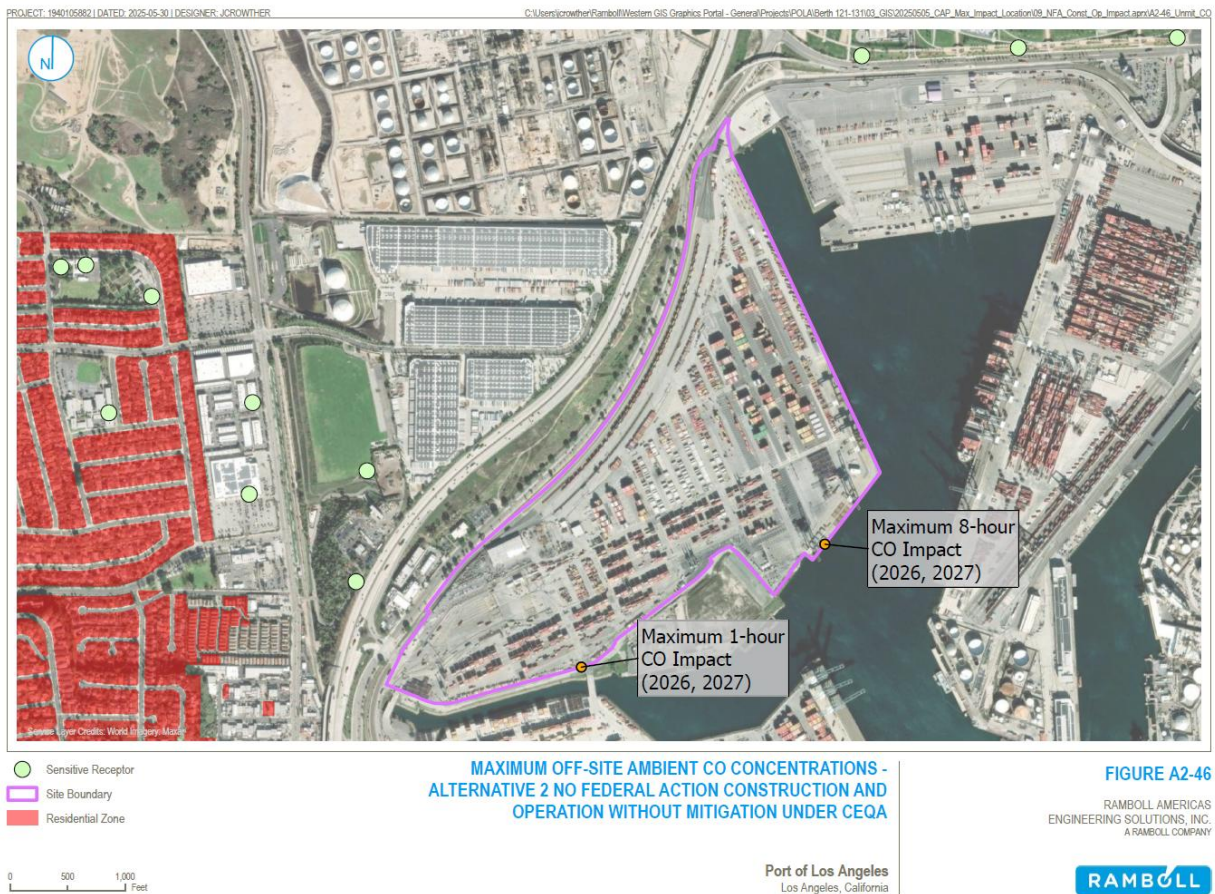 PROJECT: 1940105882 | DATED: 2025-05-30 | DESIGNER: JCROWTHER
C:\Users\jcrowther\Ramboll\Western GIS Graphics Portal - General\Projects\POLA\Berth 121-131\03_GIS\20250505_CAP_Max_Impact_Location\09_NFA_Const_Op_Impact.aprx\A2-46_Unmit_CO
N
Maximum 8-hour
CO Impact
(2026, 2027)
Maximum 1-hour
CO Impact
(2026, 2027)
Service Layer Credits: World Imagery: Maxar
Sensitive Receptor
Site Boundary
Residential Zone
0 500 1,000
Feet
MAXIMUM OFF-SITE AMBIENT CO CONCENTRATIONS -
ALTERNATIVE 2 NO FEDERAL ACTION CONSTRUCTION AND
OPERATION WITHOUT MITIGATION UNDER CEQA
Port of Los Angeles
Los Angeles, California
FIGURE A2-46
RAMBOLL AMERICAS
ENGINEERING SOLUTIONS, INC.
A RAMBOLL COMPANY
RAMBOLL